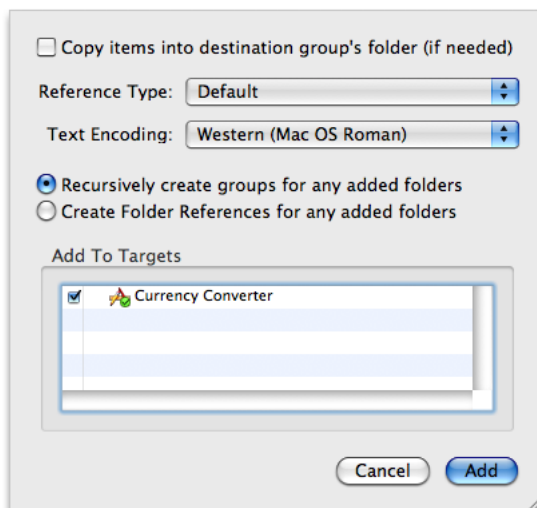 Copy items into destination group's folder (if needed)
Reference Type: Default
Text Encoding: Western (Mac OS Roman)
Recursively create groups for any added folders
Create Folder References for any added folders
Add To Targets
Currency Converter
Cancel Add